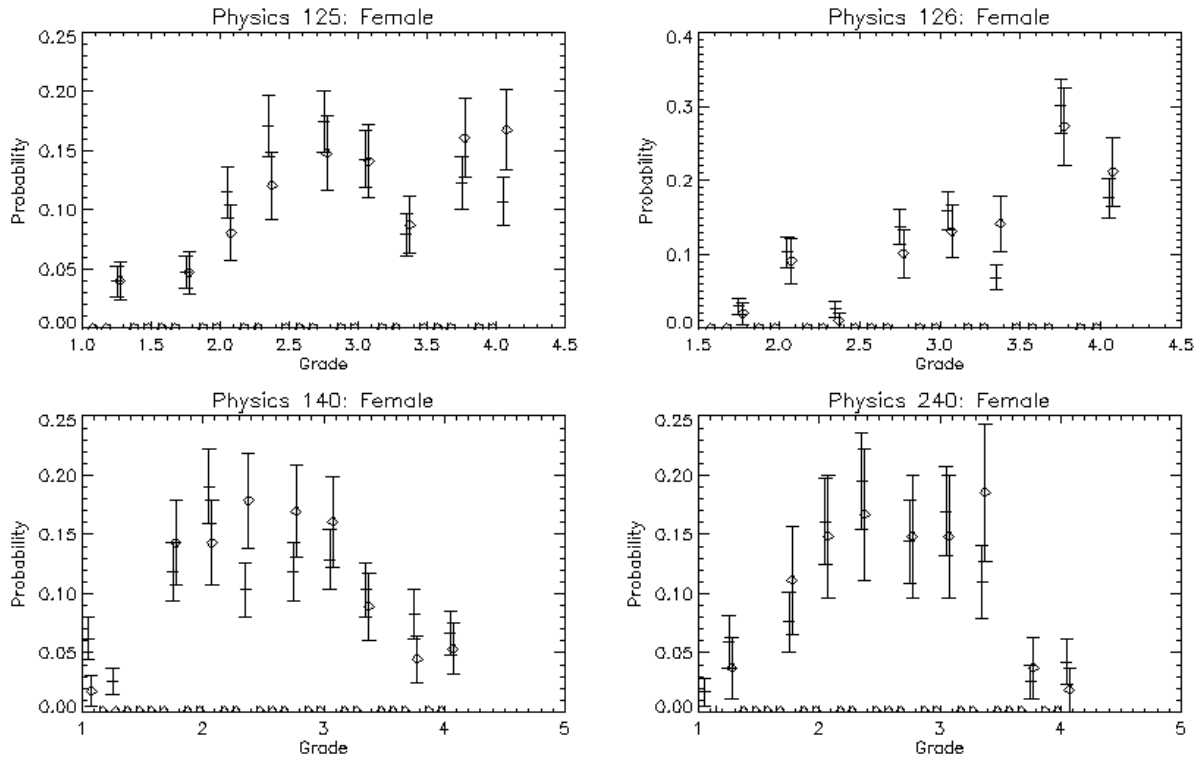 Physics 125: Female
0.25
0.20
0.15
0.10
0.05
0.00
Probability
1.0 1.5 2.0 2.5 3.0 3.5 4.0 4.5
Grade
Physics 126: Female
0.4
0.3
0.2
0.1
0.0
Probability
1.5 2.0 2.5 3.0 3.5 4.0 4.5
Grade
Physics 140: Female
0.25
0.20
0.15
0.10
0.05
0.00
Probability
1 2 3 4 5
Grade
Physics 240: Female
0.25
0.20
0.15
0.10
0.05
0.00
Probability
1 2 3 4 5
Grade